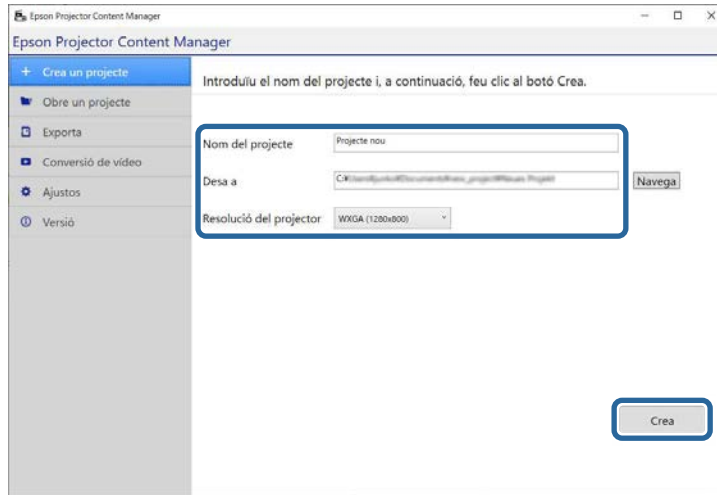 Epson Projector Content Manager
Epson Projector Content Manager
+ Crea un projecte
Obre un projecte
Exporta
Conversió de vídeo
Ajustos
Versió
Introduïu el nom del projecte i, a continuació, feu clic al botó Crea.
Nom del projecte
Projecte nou
Desa a
Navega
Resolució del projector
WXGA (1280x800)
Crea